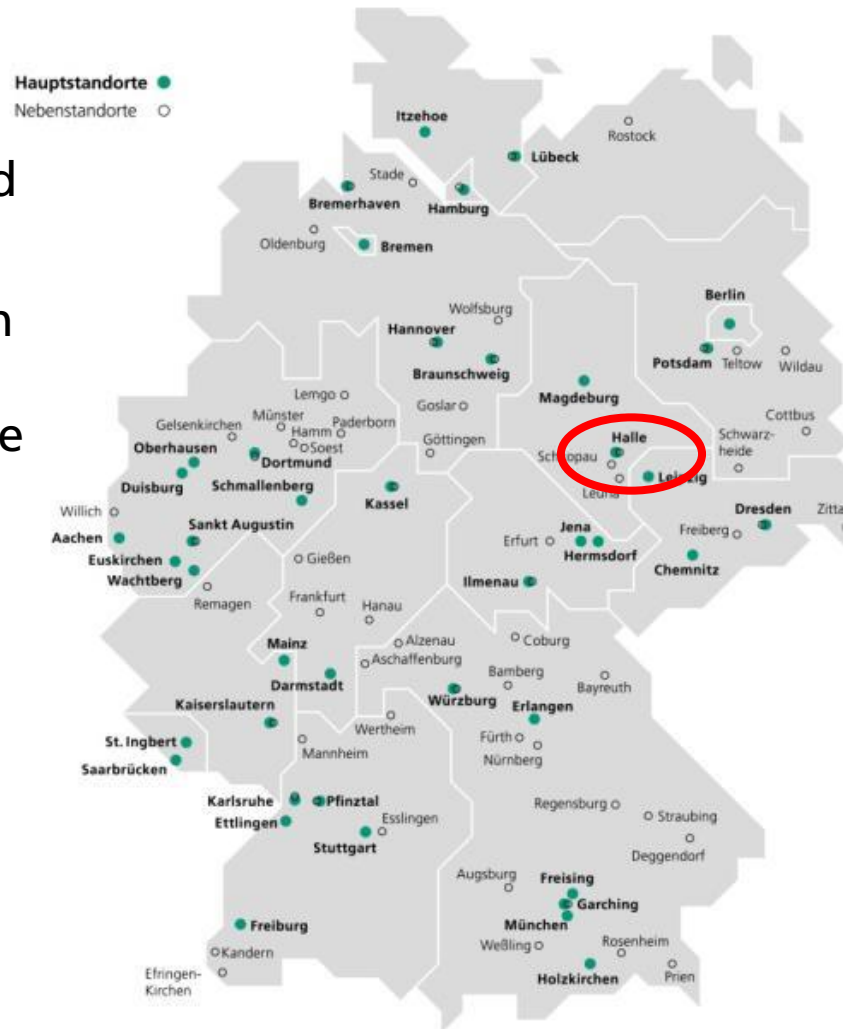 Hauptstandorte
Nebenstandorte
Itzehoe
Rostock
d
Lübeck
Stade
Bremerhaven
Hamburg
Oldenburg
Bremen
Berlin
n
Wolfsburg
Hannover
Potsdam
Teltow
Wildau
Braunschweig
Magdeburg
Lemgo
Goslar
Cottbus
Münster
Gelsenkirchen
Paderborn
Hamm
Schwarz-
heide
e
Oberhausen
Soest
Göttingen
Halle
Dortmund
Schkopau
Duisburg
Schmallenberg
Kassel
Leipzig
Leuna
Willich
Dresden
Zitta
Sankt Augustin
Jena
Freiberg
Aachen
Erfurt
Euskirchen
Gießen
Hermsdorf
Chemnitz
Wachtberg
Ilmenau
Remagen
Frankfurt
Hanau
Coburg
Alzenau
Mainz
Aschaffenburg
Bamberg
Darmstadt
Bayreuth
Würzburg
Kaiserslautern
Erlangen
Wertheim
St. Ingbert
Fürth
Mannheim
Nürnberg
Saarbrücken
Karlsruhe
Pfinztal
Regensburg
Straubing
Ettlingen
Esslingen
Stuttgart
Deggendorf
Augsburg
Freising
Garching
Freiburg
München
Rosenheim
Weßling
Kandern
Efringen-
Kirchen
Holzkirchen
Prien